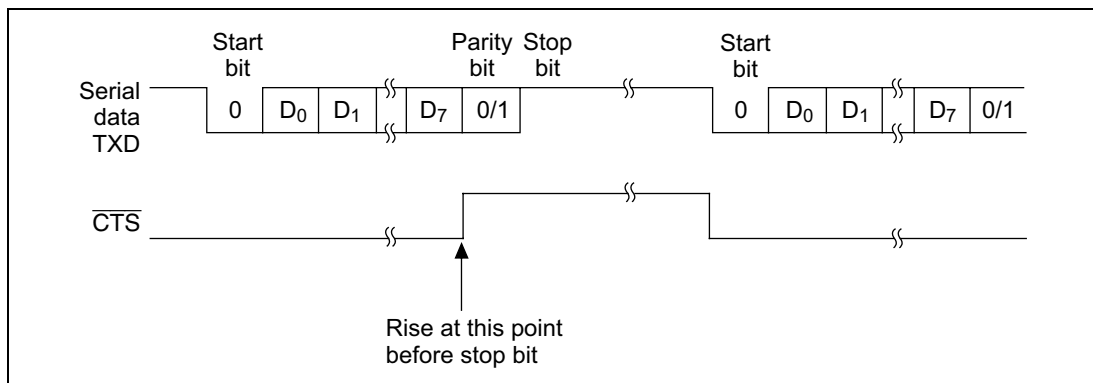 Start bit
Parity bit
Stop bit
Start bit
Serial data TXD
0 D0 D1 D7 0/1 0 D0 D1 D7 0/1
CTS
Rise at this point
before stop bit